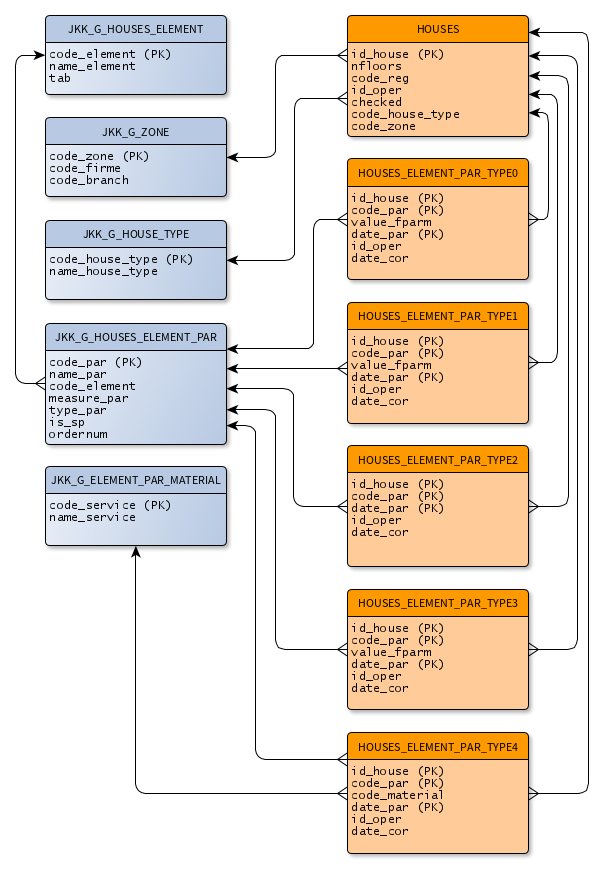 JKK_G_HOUSES_ELEMENT
code_element (PK)
name_element
tab
JKK_G_ZONE
code_zone (PK)
code_firme
code_branch
JKK_G_HOUSE_TYPE
code_house_type (PK)
name_house_type
JKK_G_HOUSES_ELEMENT_PAR
code_par (PK)
name_par
code_element
measure_par
type_par
is_sp
ordernum
JKK_G_ELEMENT_PAR_MATERIAL
code_service (PK)
name_service
HOUSES
id_house (PK)
nfloors
code_reg
id_oper
checked
code_house_type
code_zone
HOUSES_ELEMENT_PAR_TYPE0
id_house (PK)
code_par (PK)
value_fparm
date_par (PK)
id_oper
date_cor
HOUSES_ELEMENT_PAR_TYPE1
id_house (PK)
code_par (PK)
value_fparm
date_par (PK)
id_oper
date_cor
HOUSES_ELEMENT_PAR_TYPE2
id_house (PK)
code_par (PK)
date_par (PK)
id_oper
date_cor
HOUSES_ELEMENT_PAR_TYPE3
id_house (PK)
code_par (PK)
value_fparm
date_par (PK)
id_oper
date_cor
HOUSES_ELEMENT_PAR_TYPE4
id_house (PK)
code_par (PK)
code_material
date_par (PK)
id_oper
date_cor